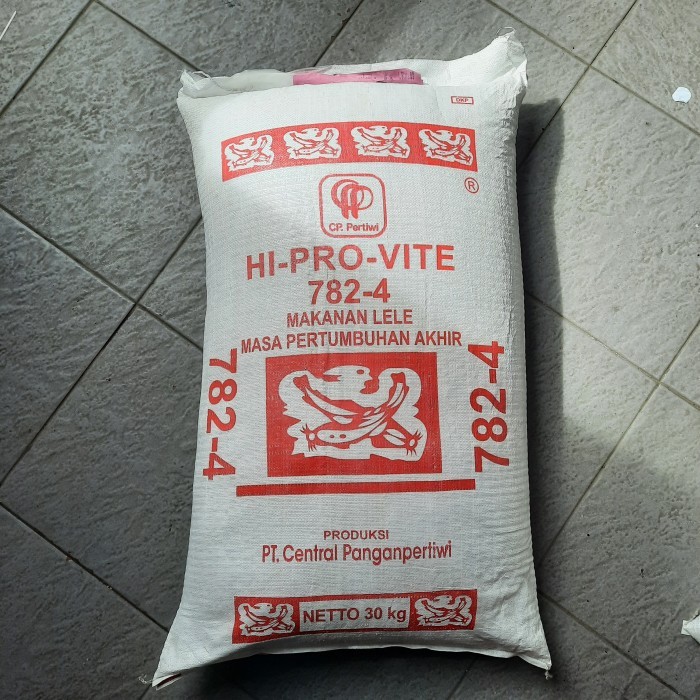 DKP
®
CP. Pertiwi
HI-PRO-VITE
782-4
MAKANAN LELE
MASA PERTUMBUHAN AKHIR
782-4
782-4
PRODUKSI
PT. Central Panganpertiwi
NETTO 30 kg